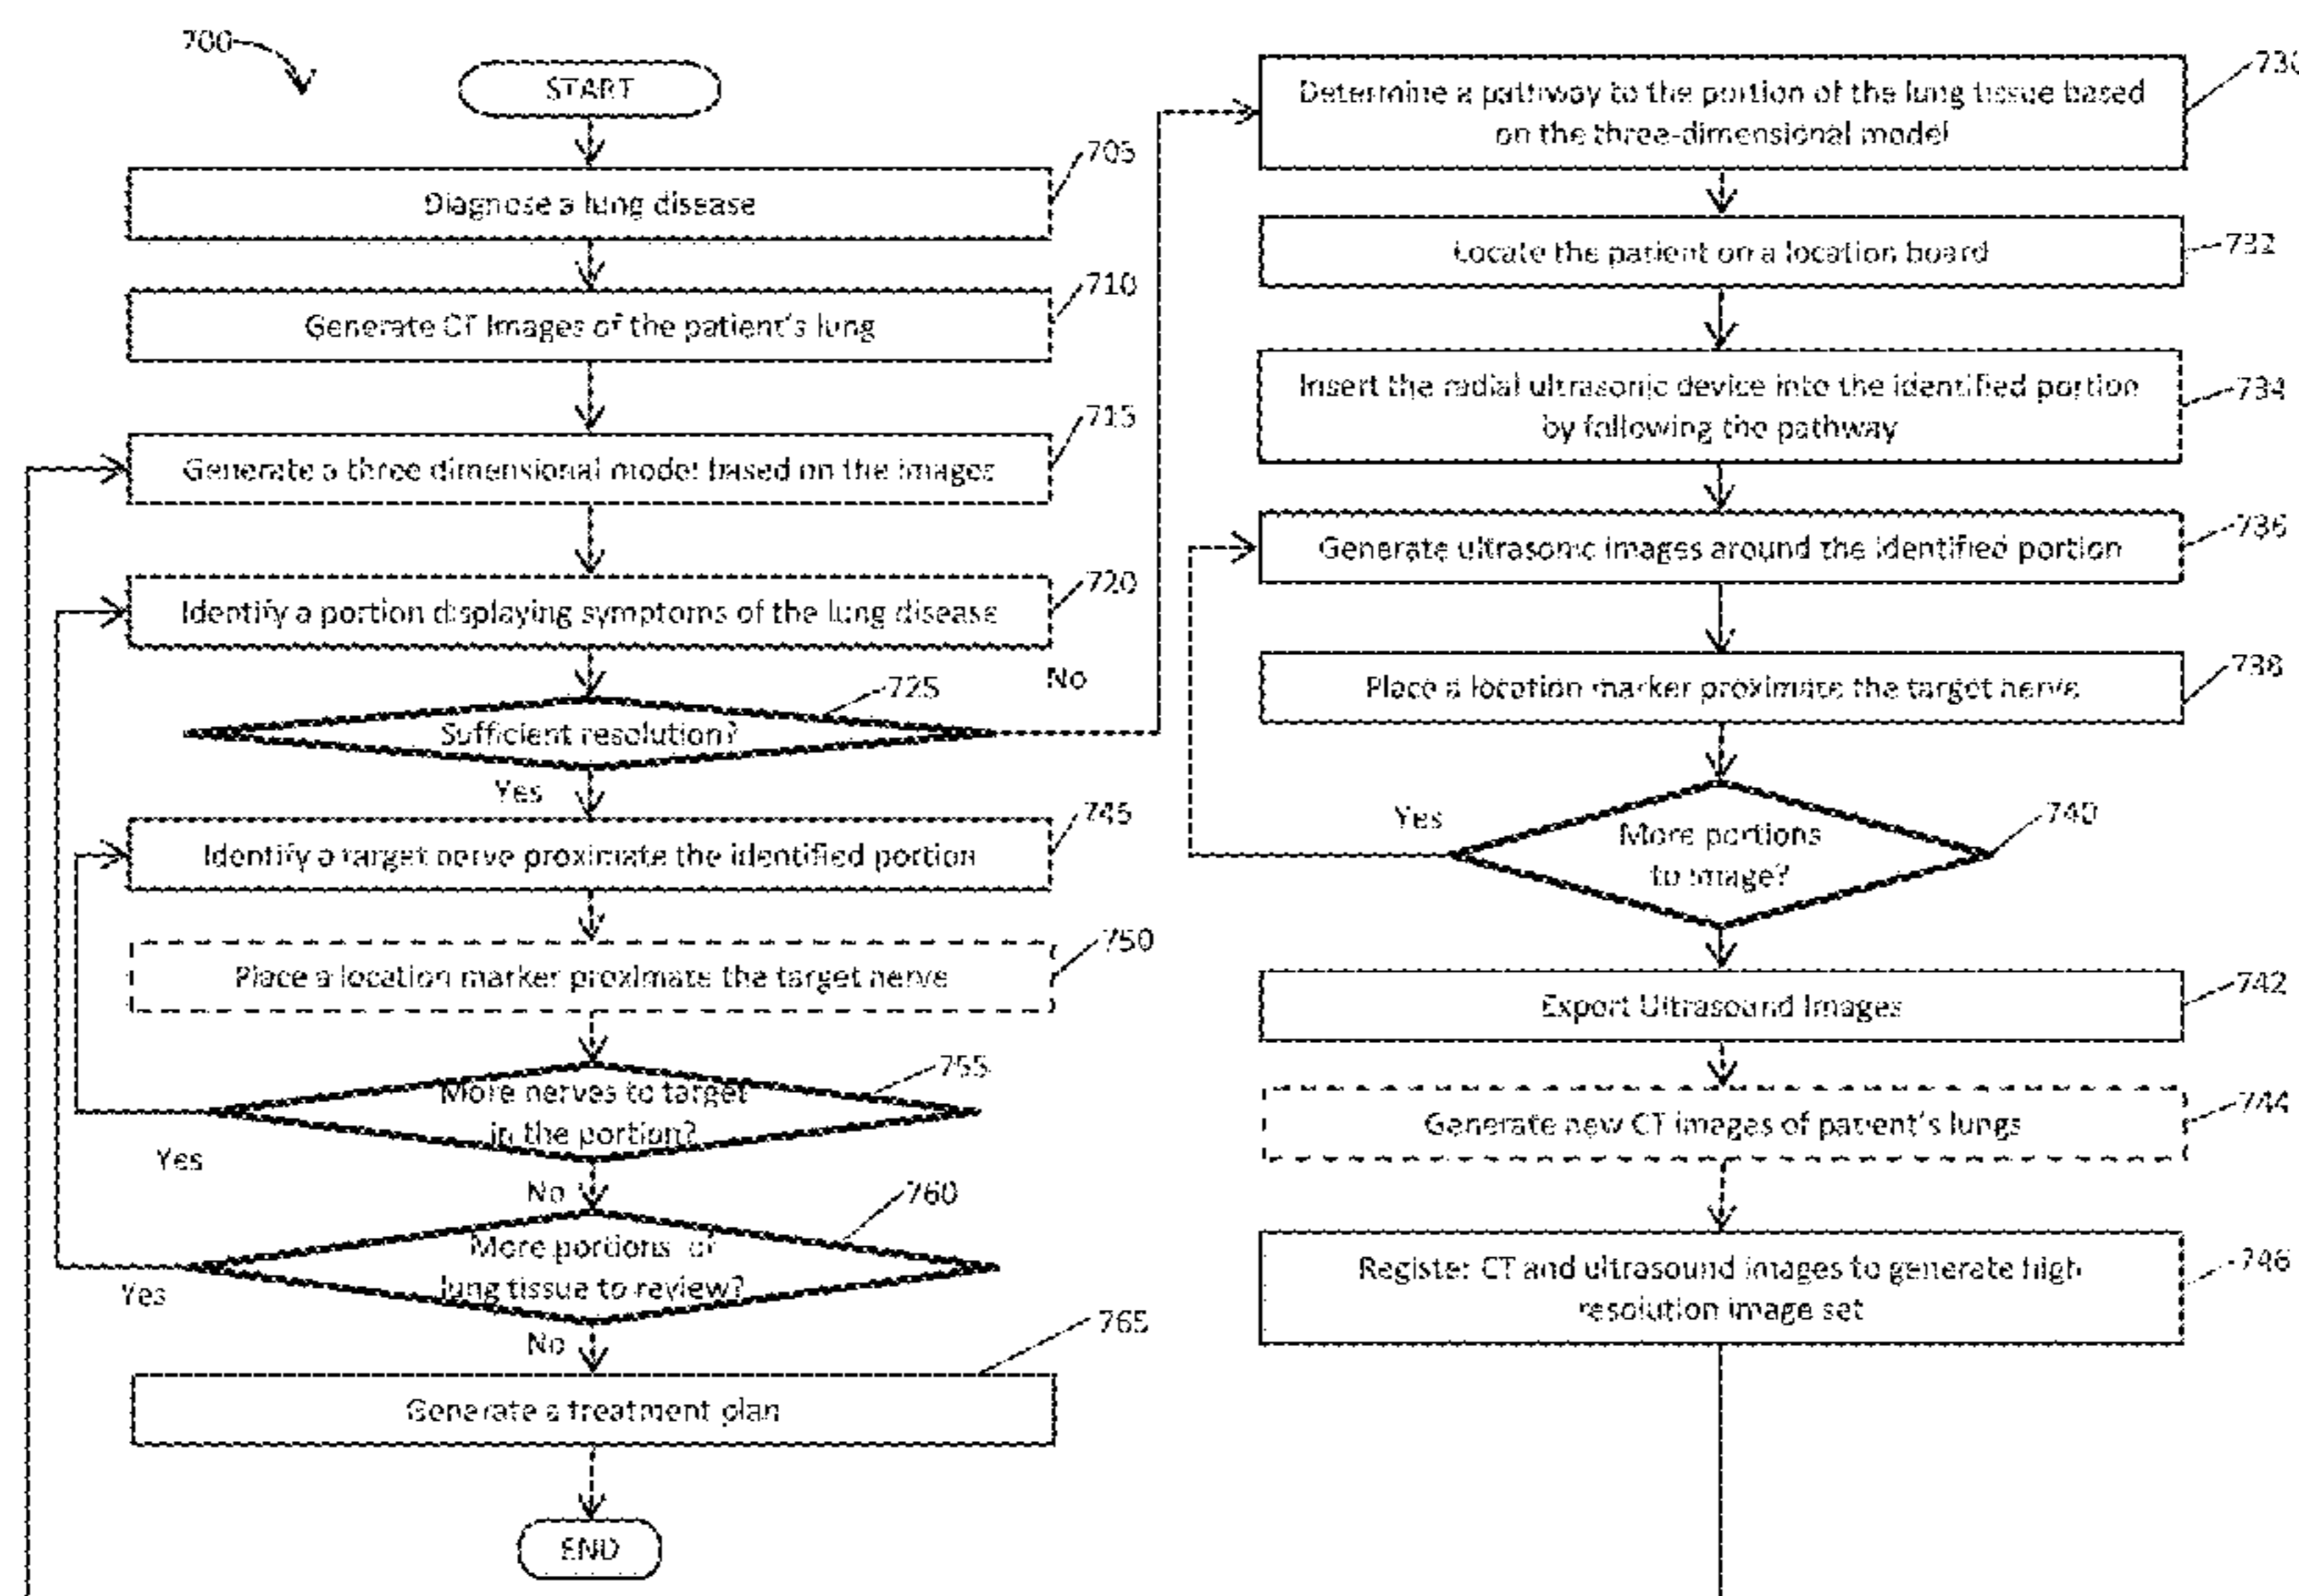 700
START
705
Diagnose a lung disease
710
Generate CT Images of the patient's lung
715
Generate a three dimensional model based on the images
720
Identify a portion displaying symptoms of the lung disease
No
725
Sufficient resolution?
Yes
745
Identify a target nerve proximate the identified portion
750
Place a location marker proximate the target nerve
755
More nerves to target
in the portion?
Yes
No
760
More portions of
lung tissue to review?
Yes
No
765
Generate a treatment plan
END
730
Determine a pathway to the portion of the lung tissue based
on the three-dimensional model
732
Locate the patient on a location board
734
Insert the radial ultrasonic device into the identified portion
by following the pathway
736
Generate ultrasonic images around the identified portion
738
Place a location marker proximate the target nerve
Yes
740
More portions
to image?
742
Export Ultrasound Images
744
Generate new CT images of patient's lungs
746
Register CT and ultrasound images to generate high
resolution image set